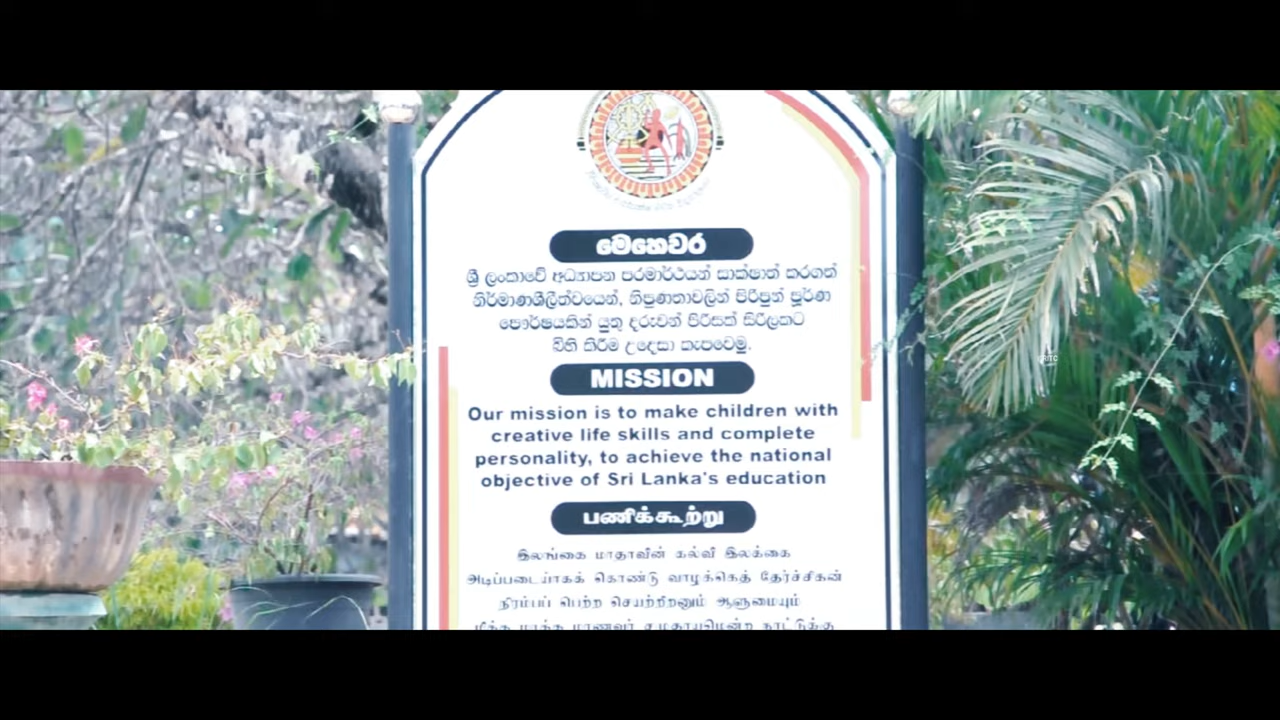 මෙහෙවර
ශ්‍රී ලංකාවේ අධ්‍යාපන පරමාර්ථයන් සාක්ෂාත් කරගත්
නිර්මාණශීලීත්වයෙන්, නිපුණතාවලින් පිරිපුන් පූර්ණ
පෞර්ෂයකින් යුතු දරුවන් පිරිසක් සිරිලකට
බිහි කිරීම උදෙසා කැපවෙමු.
MISSION
Our mission is to make children with
creative life skills and complete
personality, to achieve the national
objective of Sri Lanka's education
பணிக்கூற்று
இலங்கை மாதாவின் கல்வி இலக்கை
அடிப்படையாகக் கொண்டு வாழக்கைத் தேர்ச்சிகள்
நிரம்பப் பெற்ற செயற்றிறனும் ஆளுமையும்